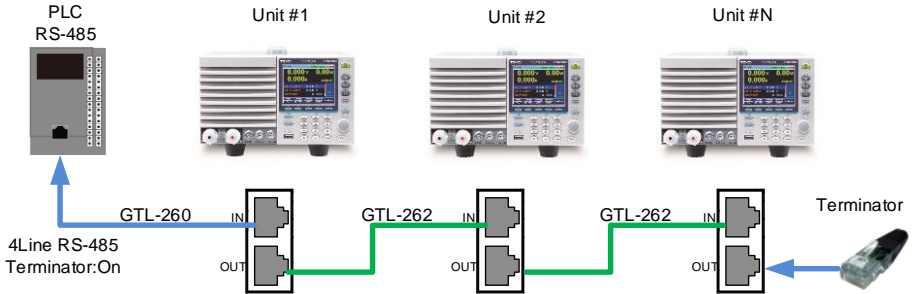 PLC
RS-485
Unit #1
Unit #2
Unit #N
GTL-260
IN
GTL-262
IN
GTL-262
IN
Terminator
4Line RS-485
Terminator:On
OUT
OUT
OUT